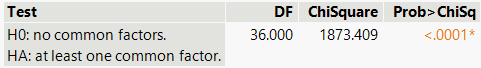 Test DF ChiSquare Prob>ChiSq
H0: no common factors. 36.000 1873.409 <.0001*
HA: at least one common factor.